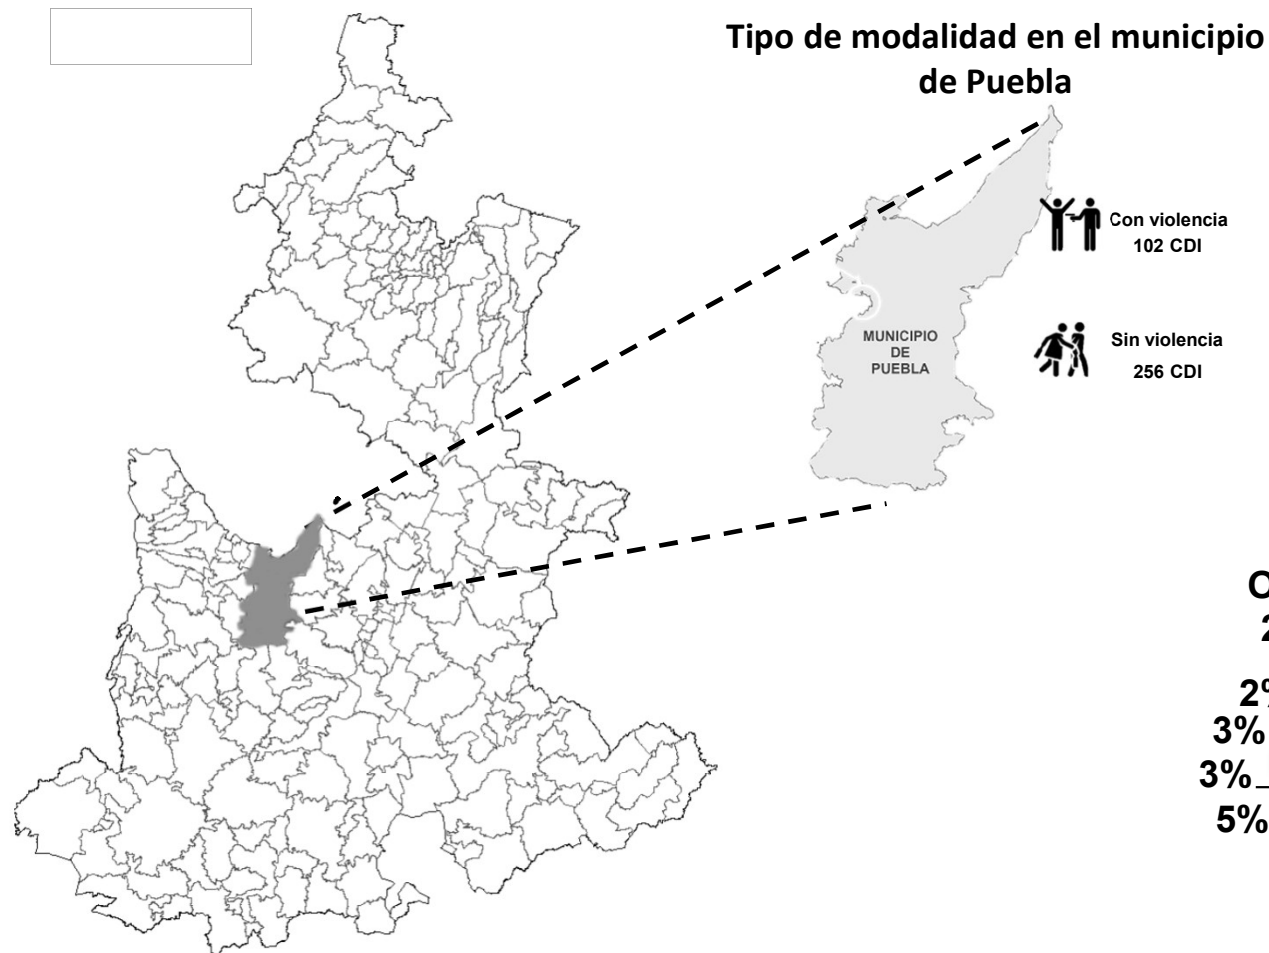 Tipo de modalidad en el municipio
de Puebla
Con violencia
102 CDI
MUNICIPIO
DE
PUEBLA
Sin violencia
256 CDI
2%
3%
3%
5%